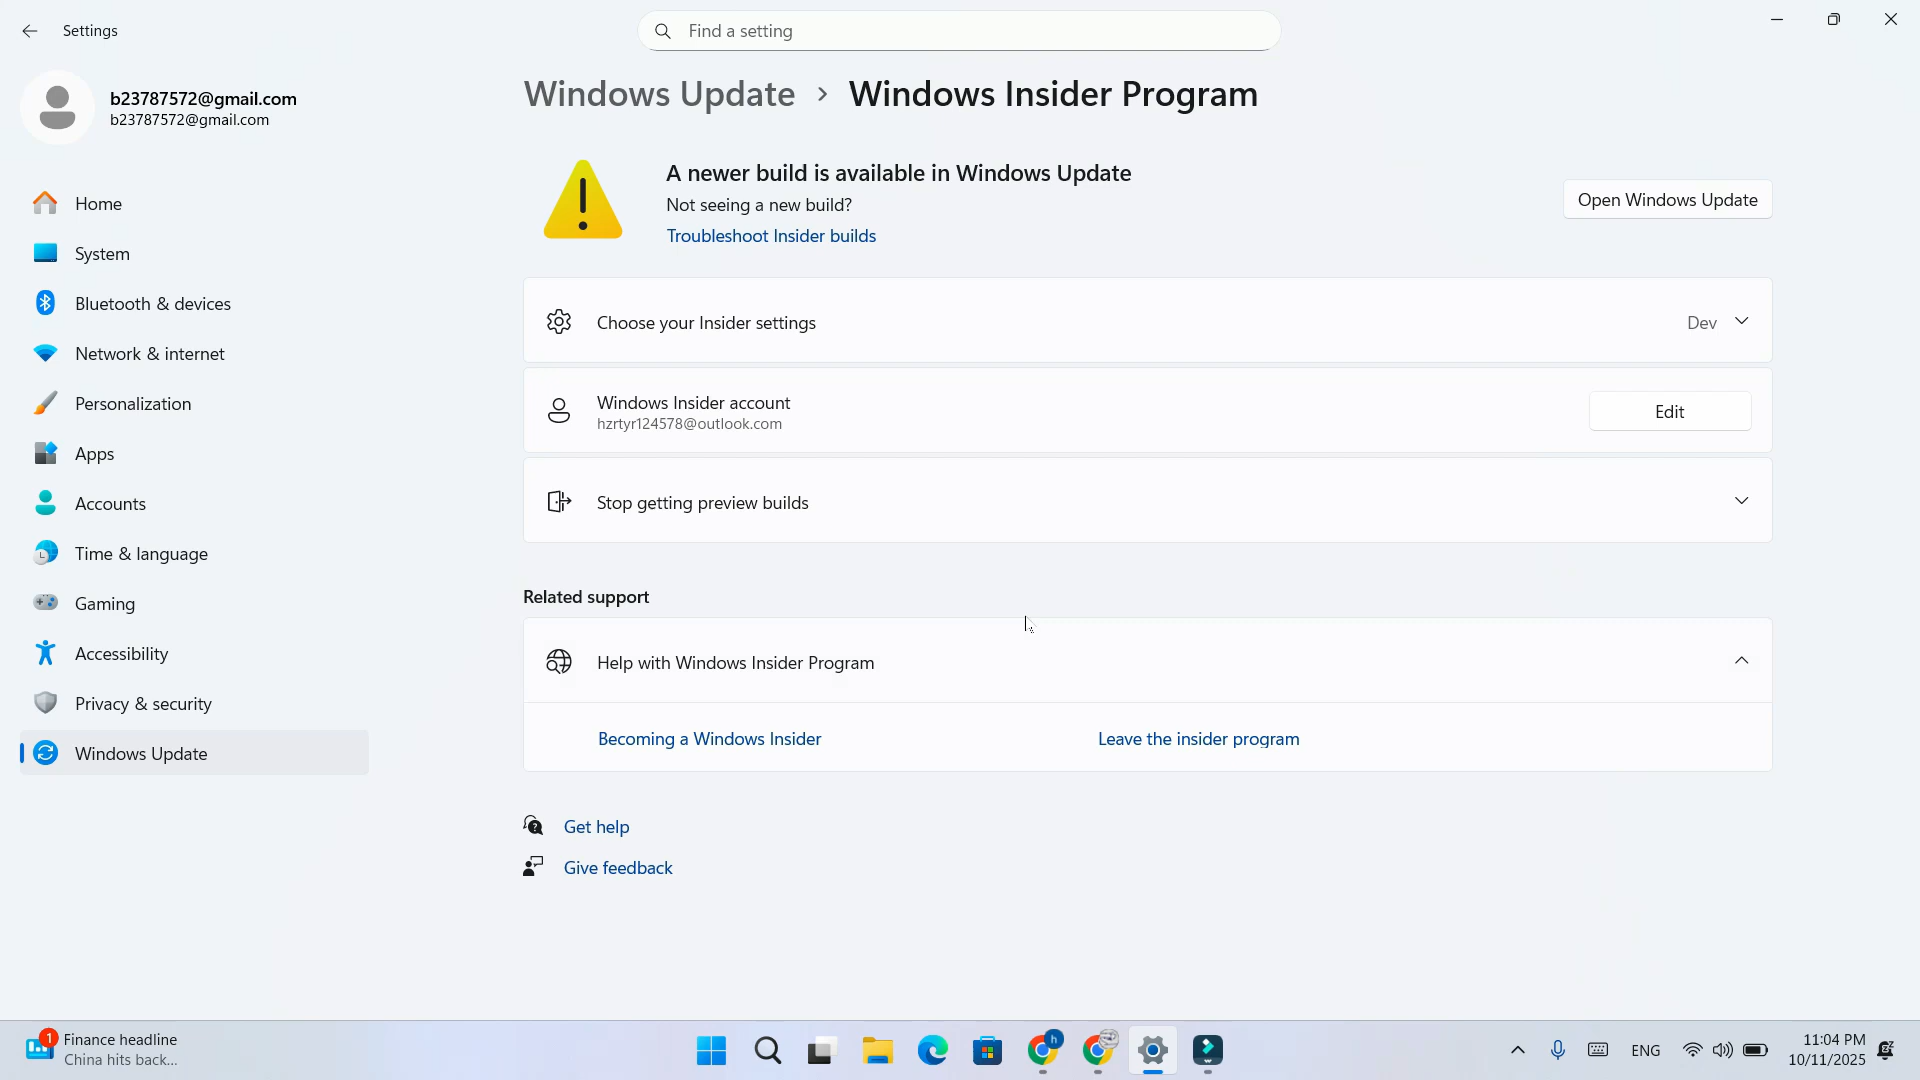 Settings
Find a setting
b23787572@gmail.com
b23787572@gmail.com
Home
System
Bluetooth & devices
Network & internet
Personalization
Apps
Accounts
Time & language
Gaming
Accessibility
Privacy & security
Windows Update
Windows Update > Windows Insider Program
A newer build is available in Windows Update
Not seeing a new build?
Troubleshoot Insider builds
Open Windows Update
Choose your Insider settings
Dev
Windows Insider account
hzrtyr124578@outlook.com
Edit
Stop getting preview builds
Related support
Help with Windows Insider Program
Becoming a Windows Insider
Leave the insider program
Get help
Give feedback
1
Finance headline
China hits back...
h
ENG
11:04 PM
10/11/2025